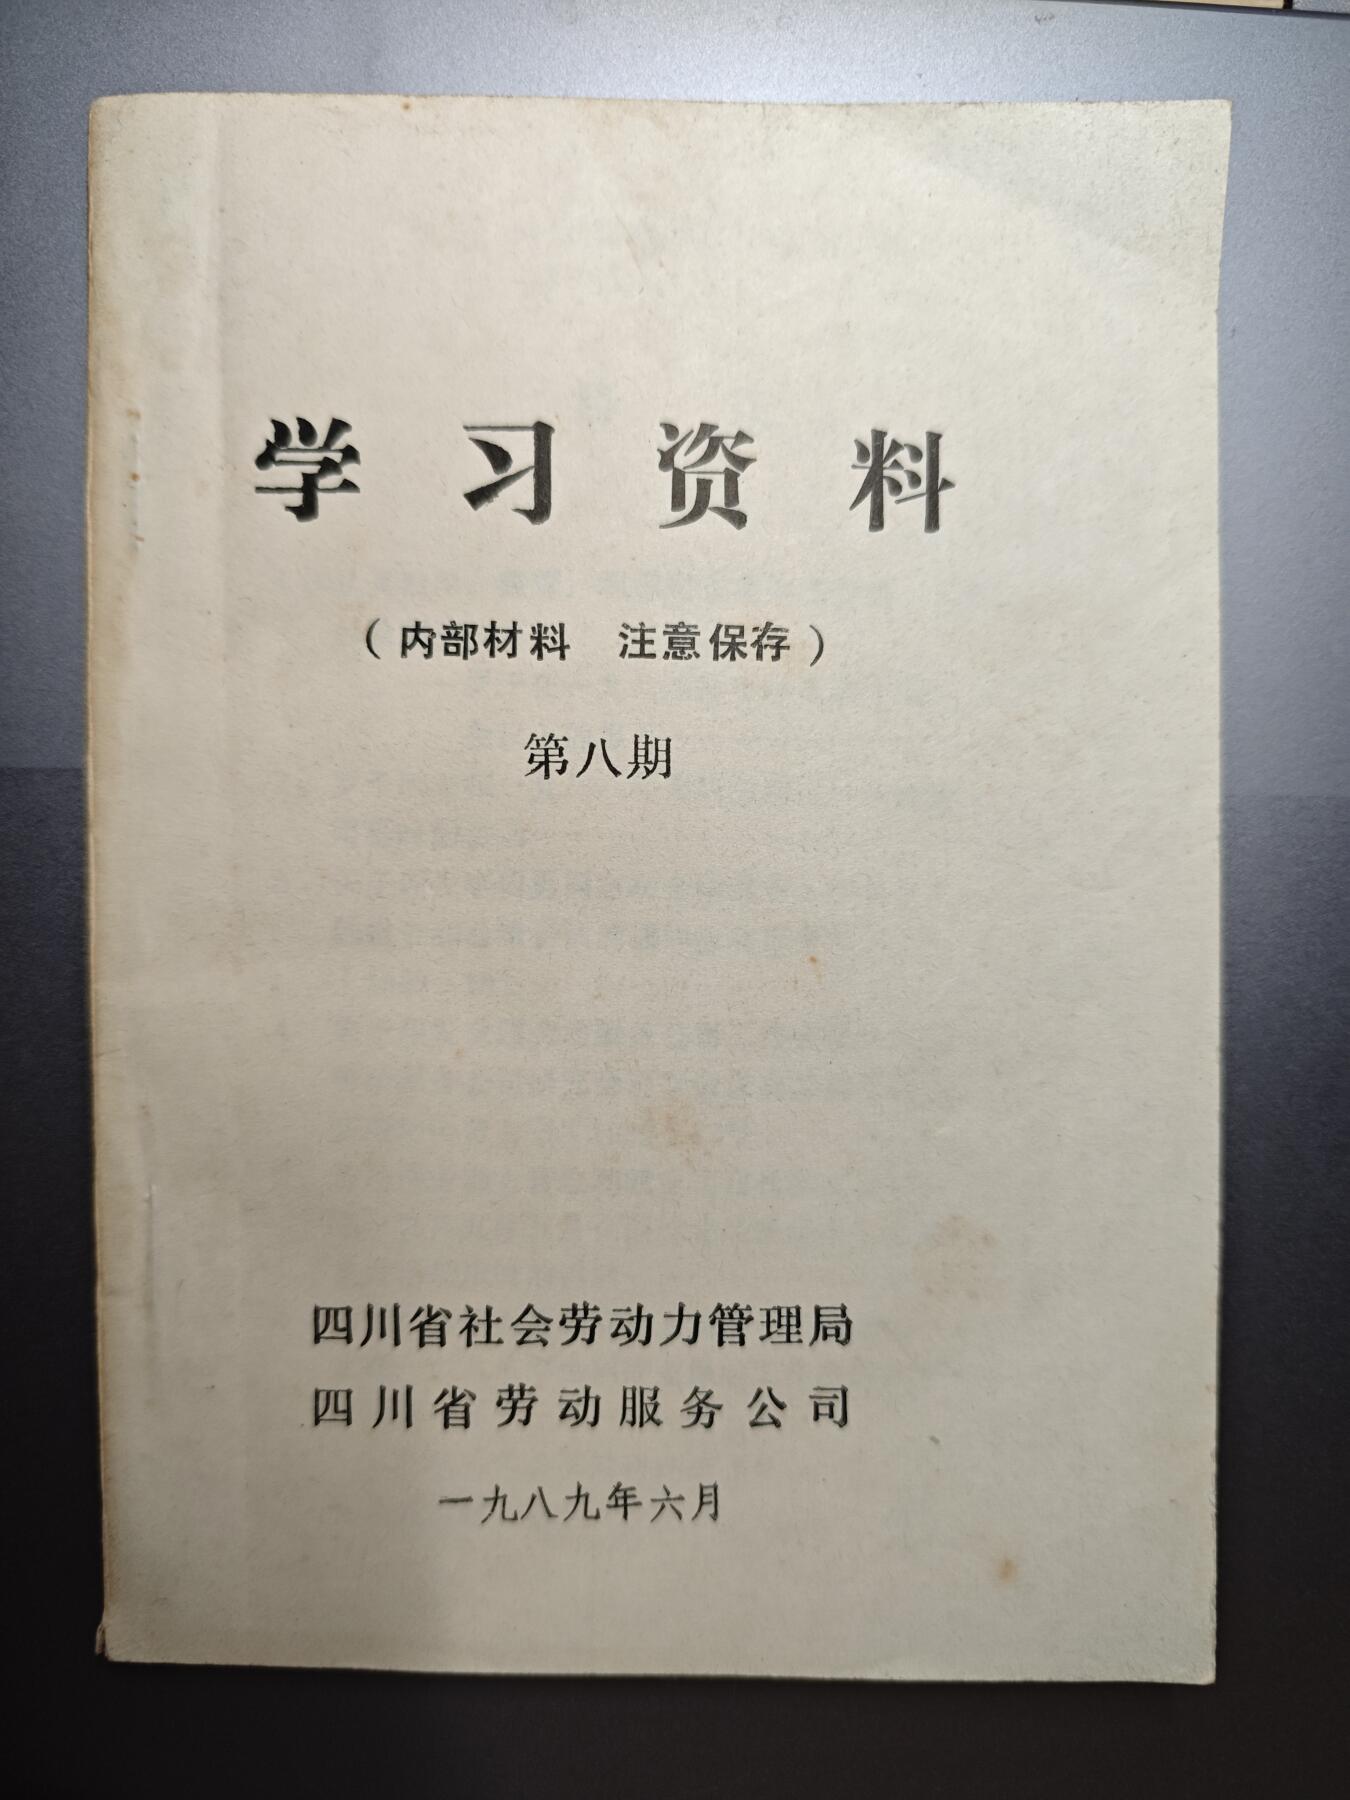 学习资料
（内部材料　注意保存）
第八期
四川省社会劳动力管理局
四川省劳动服务公司
一九八九年六月